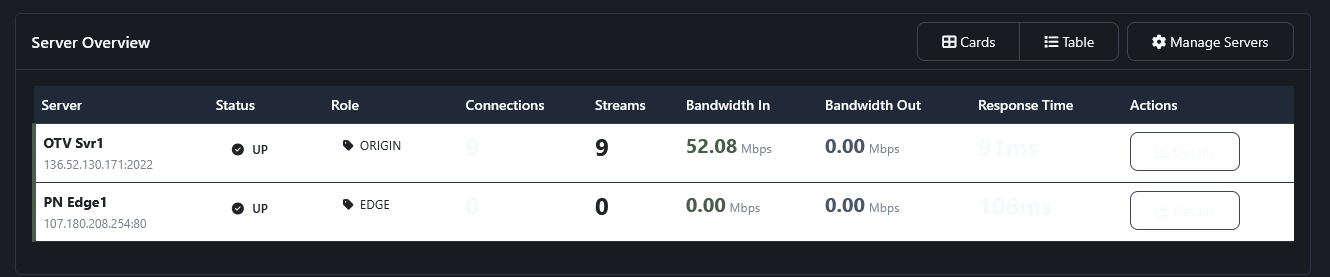 Server Overview
Cards
Table
Manage Servers
Server Status Role Connections Streams Bandwidth In Bandwidth Out Response Time Actions
OTV Svr1
136.52.130.171:2022
UP ORIGIN 9 9 52.08 Mbps 0.00 Mbps 91ms Details
PN Edge1
107.180.208.254:80
UP EDGE 0 0 0.00 Mbps 0.00 Mbps 106ms Details